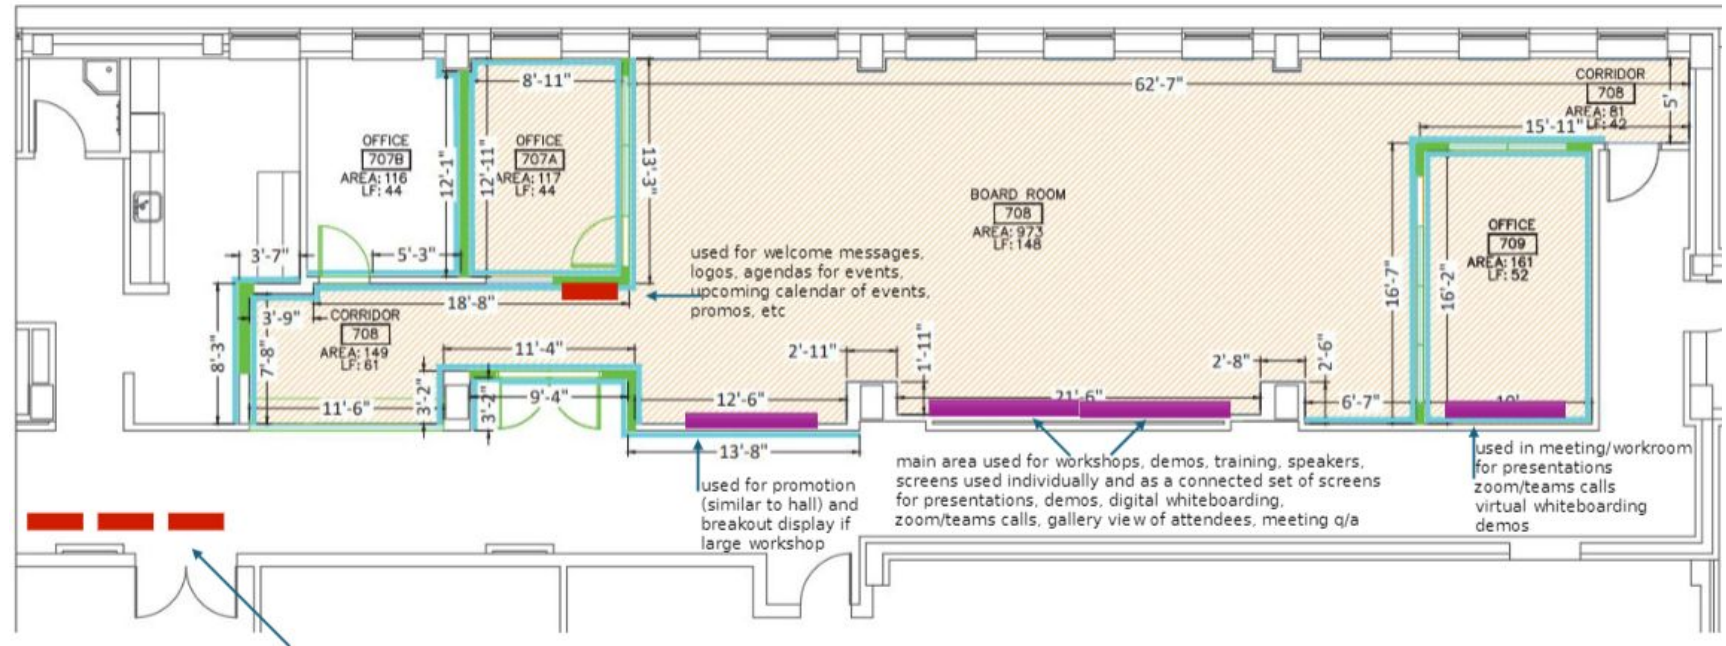 8'-11"
62'-7"
CORRIDOR
708
AREA: 81
LF: 42
5'
15'-11"
OFFICE
707B
AREA: 116
LF: 44
12'-1"
12'-11"
OFFICE
707A
AREA: 117
LF: 44
13'-3"
BOARD ROOM
708
AREA: 973
LF: 148
OFFICE
709
AREA: 161
LF: 52
16'-7"
16'-2"
3'-7"
5'-3"
used for welcome messages,
logos, agendas for events,
upcoming calendar of events,
promos, etc
18'-8"
3'-9"
CORRIDOR
708
AREA: 149
LF: 61
8'-3"
7'-8"
11'-4"
2'-11"
1'-11"
2'-8"
2'-6"
11'-6"
3'-2"
3'-2"
9'-4"
12'-6"
21'-6"
6'-7"
10'
13'-8"
used for promotion
(similar to hall) and
breakout display if
large workshop
main area used for workshops, demos, training, speakers,
screens used individually and as a connected set of screens
for presentations, demos, digital whiteboarding,
zoom/teams calls, gallery view of attendees, meeting q/a
used in meeting/workroom
for presentations
zoom/teams calls
virtual whiteboarding
demos